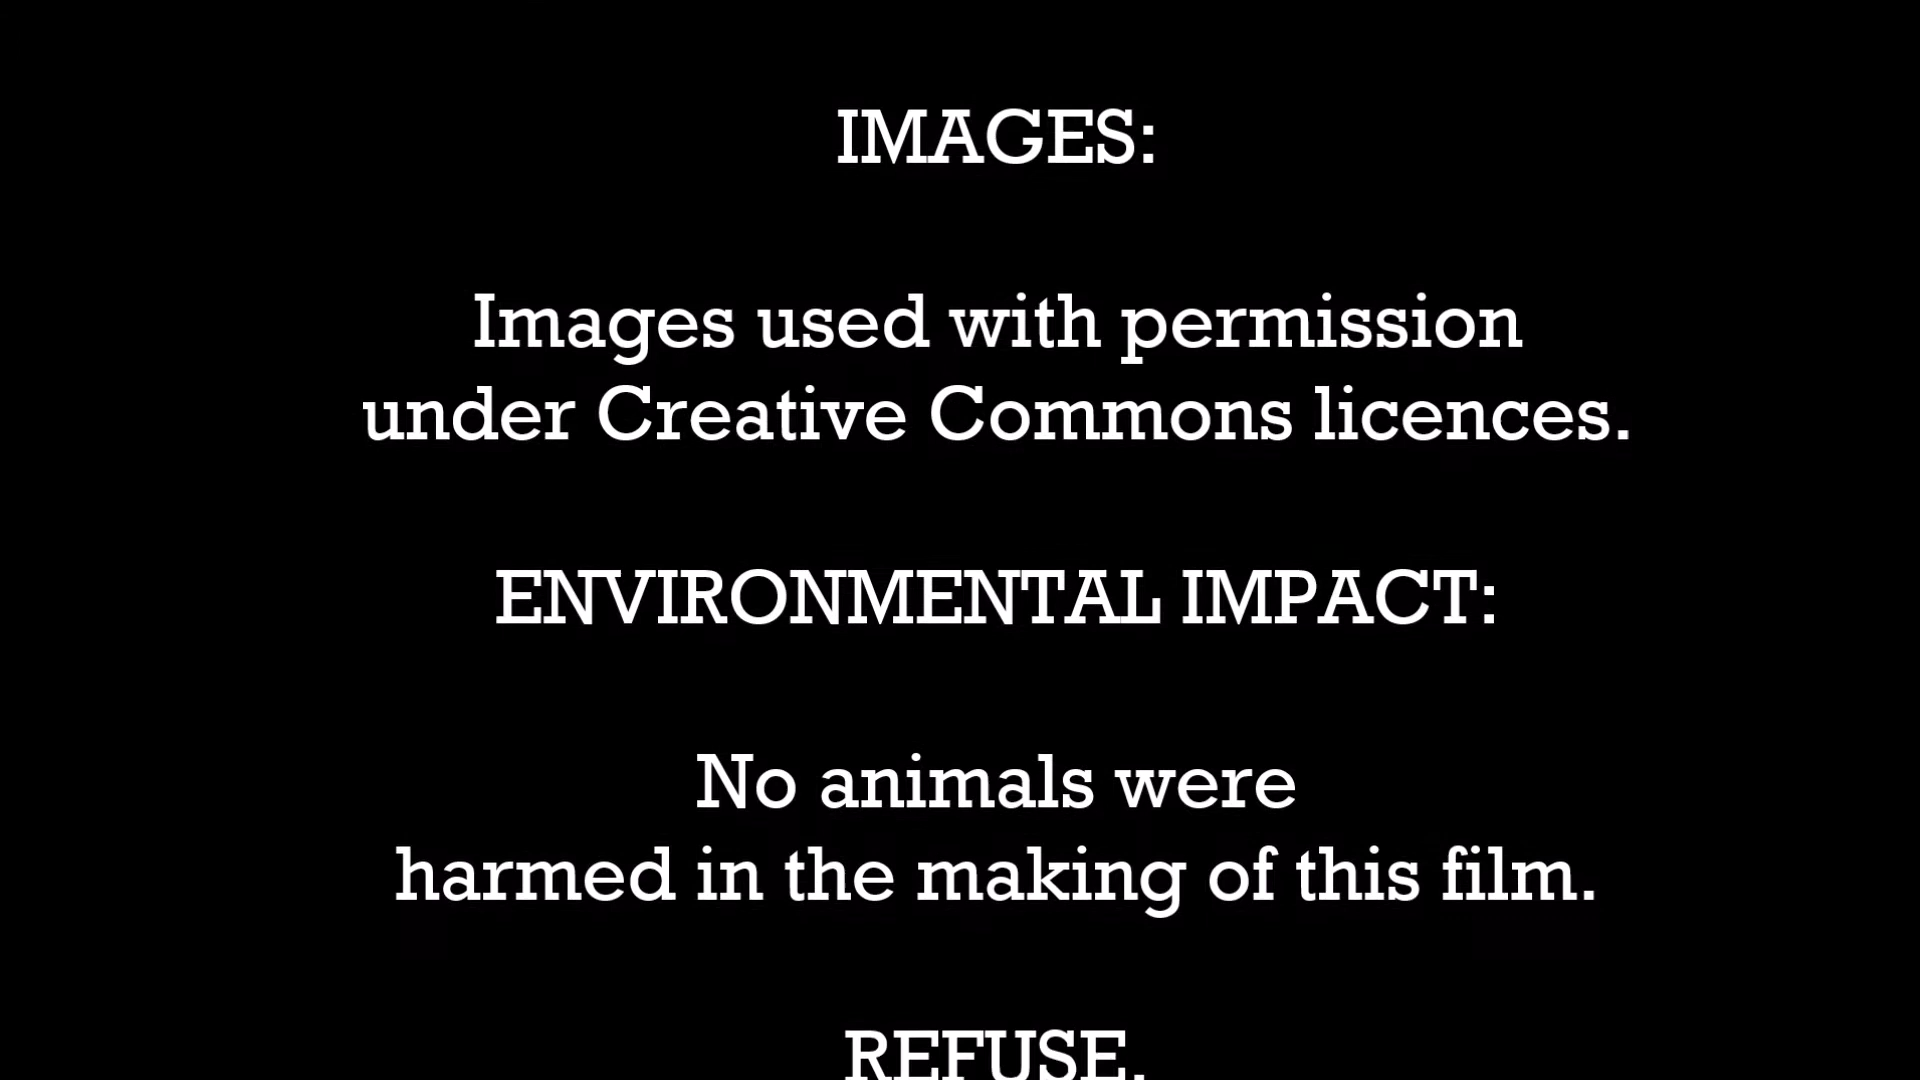 IMAGES:
Images used with permission
under Creative Commons licences.
ENVIRONMENTAL IMPACT:
No animals were
harmed in the making of this film.
REFUSE.